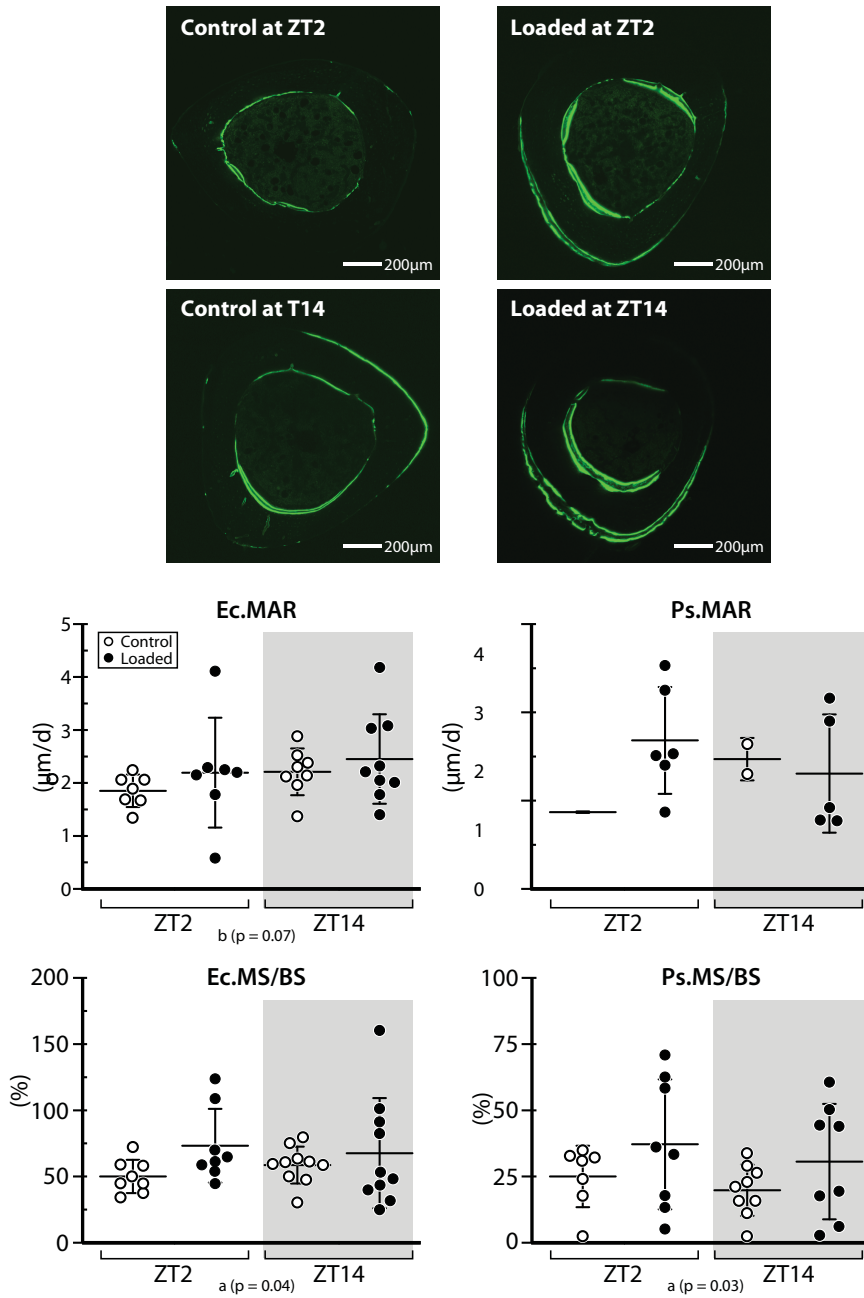 Control at ZT2
Loaded at ZT2
200µm
200µm
Control at T14
Loaded at ZT14
200µm
200µm
Ec.MAR
5
4
3
2
1
0
(µm/d)
Control
Loaded
ZT2
ZT14
b (p = 0.07)
Ps.MAR
4
3
2
1
0
(µm/d)
ZT2
ZT14
Ec.MS/BS
200
150
100
50
0
(%)
ZT2
ZT14
a (p = 0.04)
Ps.MS/BS
100
75
50
25
0
(%)
ZT2
ZT14
a (p = 0.03)